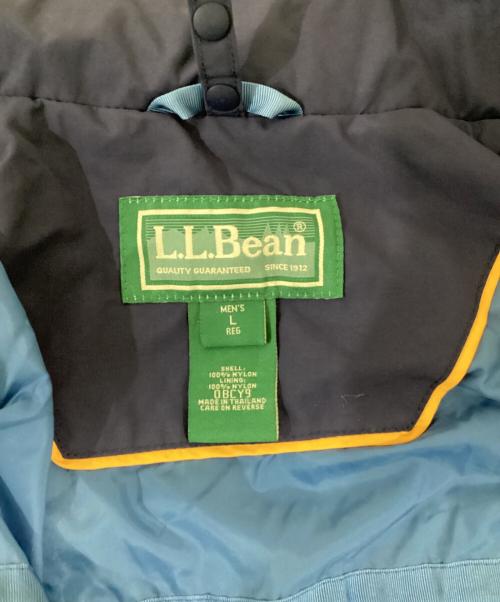 L.L.Bean®
QUALITY GUARANTEED SINCE 1912
MEN'S
L
REG
SHELL:
100% NYLON
LINING:
100% NYLON
0BCY9
MADE IN THAILAND
CARE ON REVERSE